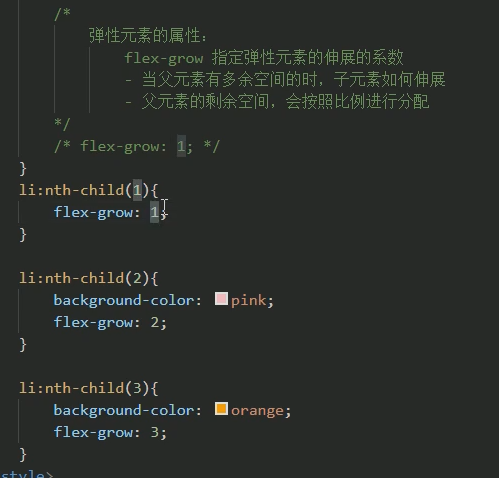 /*
弹性元素的属性:
flex-grow 指定弹性元素的伸展的系数
- 当父元素有多余空间的时，子元素如何伸展
- 父元素的剩余空间，会按照比例进行分配
*/
/* flex-grow: 1; */
}
li:nth-child(1){
flex-grow: 1;
}
li:nth-child(2){
background-color: pink;
flex-grow: 2;
}
li:nth-child(3){
background-color: orange;
flex-grow: 3;
}
style>